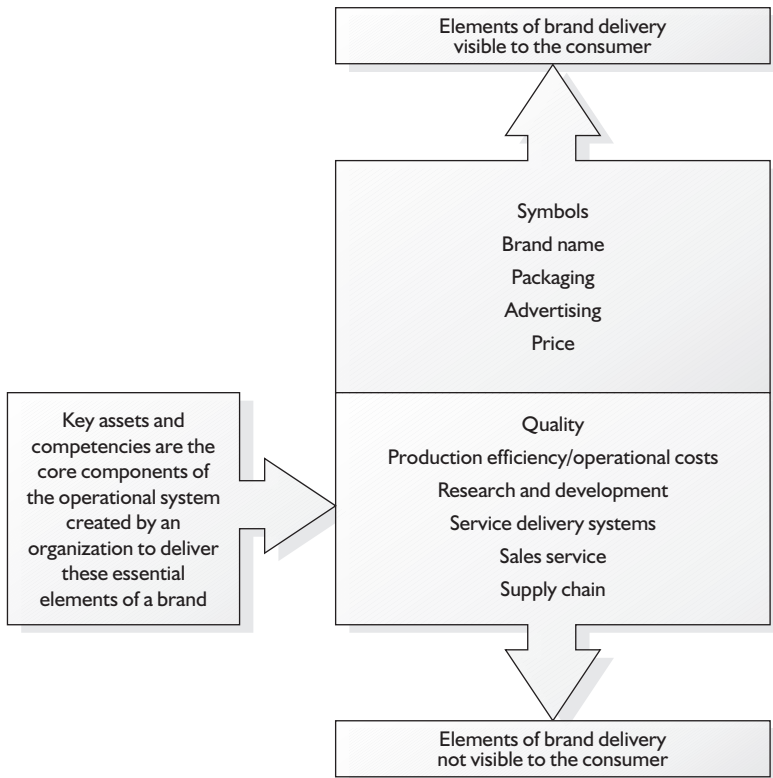 Elements of brand delivery
visible to the consumer
Symbols
Brand name
Packaging
Advertising
Price
Key assets and
competencies are the
core components of
the operational system
created by an
organization to deliver
these essential
elements of a brand
Quality
Production efficiency/operational costs
Research and development
Service delivery systems
Sales service
Supply chain
Elements of brand delivery
not visible to the consumer